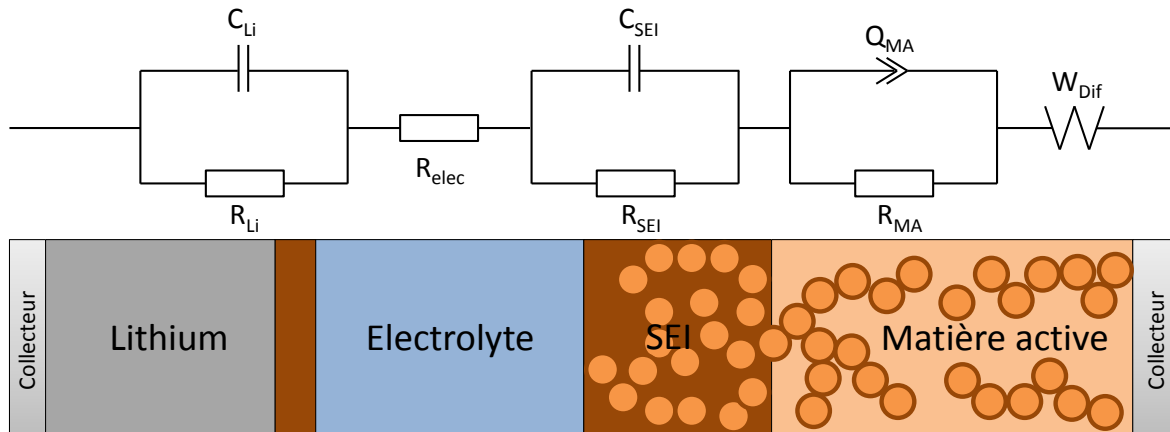 C_Li
C_SEI
Q_MA
W_Dif
R_elec
R_Li
R_SEI
R_MA
Collecteur
Lithium
Electrolyte
SEI
Matière active
Collecteur